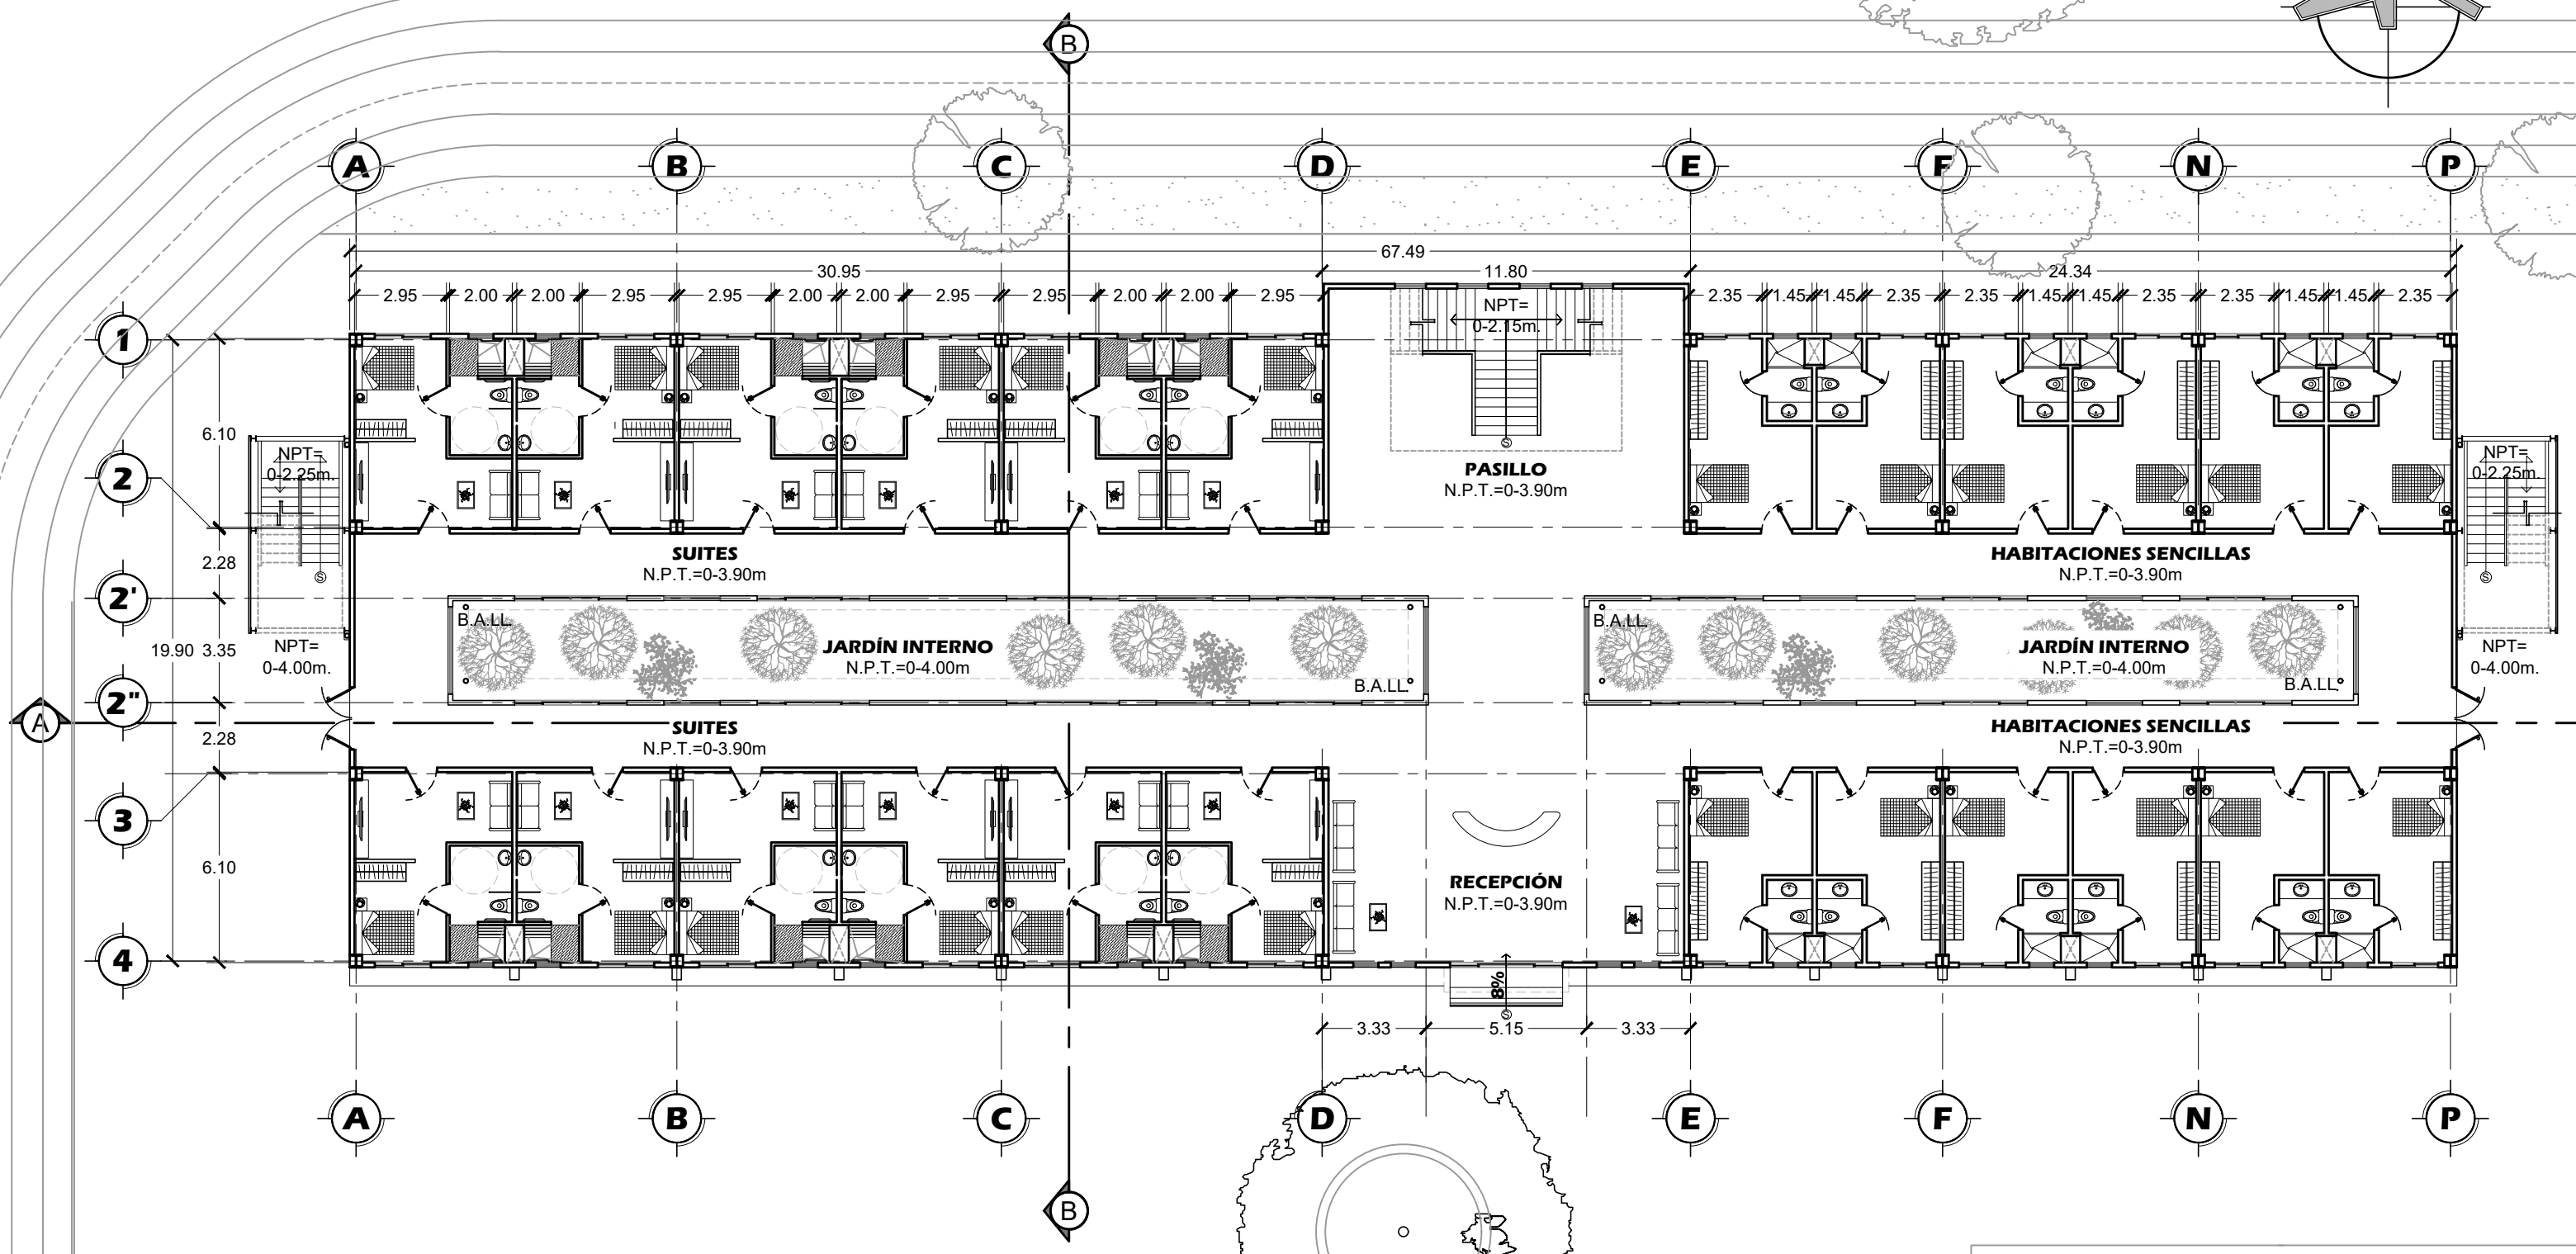 B
A B C D E F N P
67.49
30.95 11.80 24.34
2.95 2.00 2.00 2.95 2.95 2.00 2.00 2.95 2.95 2.00 2.00 2.95 2.35 1.45 1.45 2.35 2.35 1.45 1.45 2.35 2.35 1.45 1.45 2.35
1
NPT=
0-2.15m.
6.10
S
2
NPT=
0-2.25m.
PASILLO
N.P.T.=0-3.90m
NPT=
0-2.25m.
SUITES
N.P.T.=0-3.90m
HABITACIONES SENCILLAS
N.P.T.=0-3.90m
2.28
S
S
2'
B.A.LL.
JARDÍN INTERNO
N.P.T.=0-4.00m
B.A.LL.
B.A.LL.
JARDÍN INTERNO
N.P.T.=0-4.00m
B.A.LL.
19.90 3.35
NPT=
0-4.00m.
NPT=
0-4.00m.
2"
A
SUITES
N.P.T.=0-3.90m
HABITACIONES SENCILLAS
N.P.T.=0-3.90m
2.28
3
6.10
RECEPCIÓN
N.P.T.=0-3.90m
4
8%
S
3.33 5.15 3.33
A B C D E F N P
B